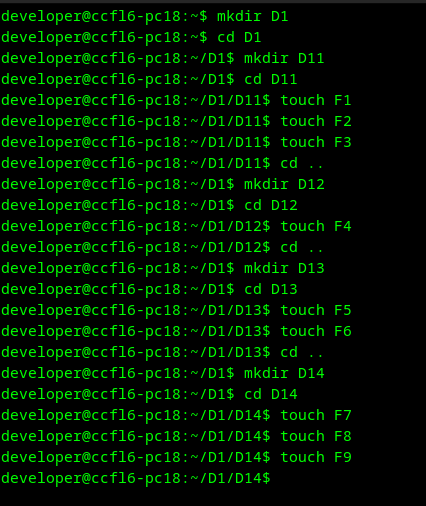 developer@ccfl6-pc18:~$ mkdir D1
developer@ccfl6-pc18:~$ cd D1
developer@ccfl6-pc18:~/D1$ mkdir D11
developer@ccfl6-pc18:~/D1$ cd D11
developer@ccfl6-pc18:~/D1/D11$ touch F1
developer@ccfl6-pc18:~/D1/D11$ touch F2
developer@ccfl6-pc18:~/D1/D11$ touch F3
developer@ccfl6-pc18:~/D1/D11$ cd ..
developer@ccfl6-pc18:~/D1$ mkdir D12
developer@ccfl6-pc18:~/D1$ cd D12
developer@ccfl6-pc18:~/D1/D12$ touch F4
developer@ccfl6-pc18:~/D1/D12$ cd ..
developer@ccfl6-pc18:~/D1$ mkdir D13
developer@ccfl6-pc18:~/D1$ cd D13
developer@ccfl6-pc18:~/D1/D13$ touch F5
developer@ccfl6-pc18:~/D1/D13$ touch F6
developer@ccfl6-pc18:~/D1/D13$ cd ..
developer@ccfl6-pc18:~/D1$ mkdir D14
developer@ccfl6-pc18:~/D1$ cd D14
developer@ccfl6-pc18:~/D1/D14$ touch F7
developer@ccfl6-pc18:~/D1/D14$ touch F8
developer@ccfl6-pc18:~/D1/D14$ touch F9
developer@ccfl6-pc18:~/D1/D14$